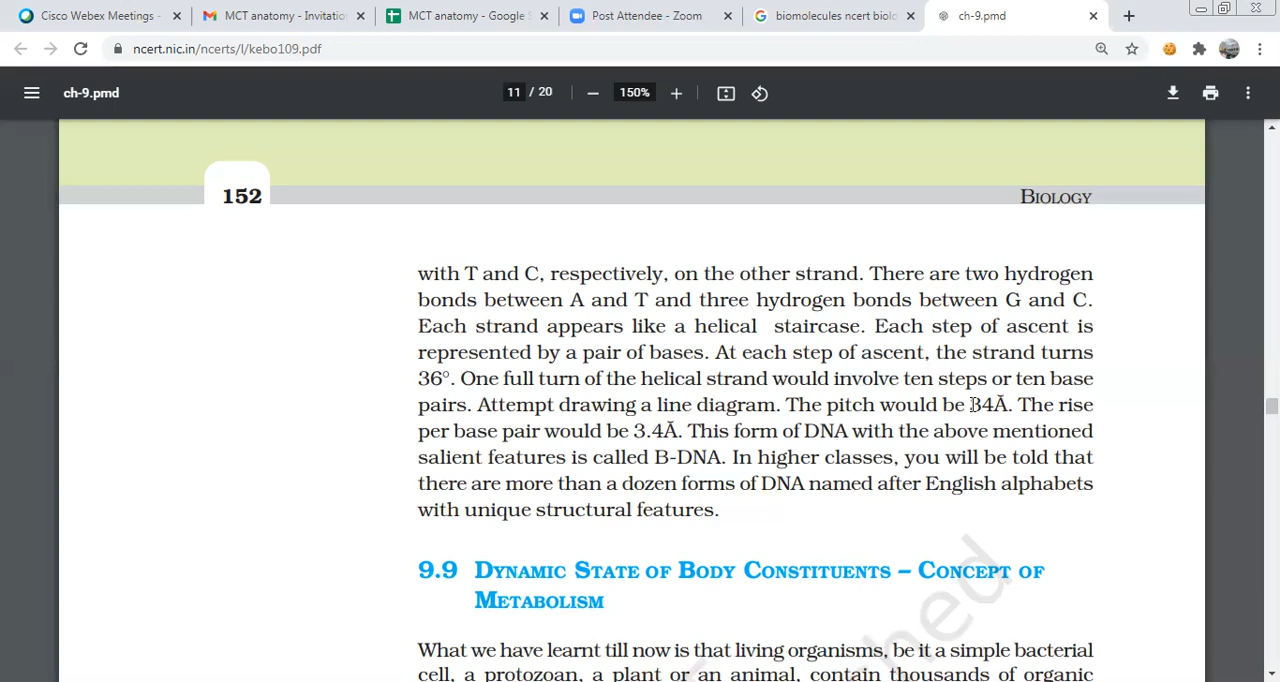 Cisco Webex Meetings -
MCT anatomy - Invitatio
MCT anatomy - Google S
Post Attendee - Zoom
biomolecules ncert biolo
ch-9.pmd
ncert.nic.in/ncerts/l/kebo109.pdf
ch-9.pmd
11 / 20
150%
152
BIOLOGY
with T and C, respectively, on the other strand. There are two hydrogen
bonds between A and T and three hydrogen bonds between G and C.
Each strand appears like a helical staircase. Each step of ascent is
represented by a pair of bases. At each step of ascent, the strand turns
36°. One full turn of the helical strand would involve ten steps or ten base
pairs. Attempt drawing a line diagram. The pitch would be 34Å. The rise
per base pair would be 3.4Å. This form of DNA with the above mentioned
salient features is called B-DNA. In higher classes, you will be told that
there are more than a dozen forms of DNA named after English alphabets
with unique structural features.
9.9 DYNAMIC STATE OF BODY CONSTITUENTS – CONCEPT OF
METABOLISM
What we have learnt till now is that living organisms, be it a simple bacterial
cell, a protozoan, a plant or an animal, contain thousands of organic